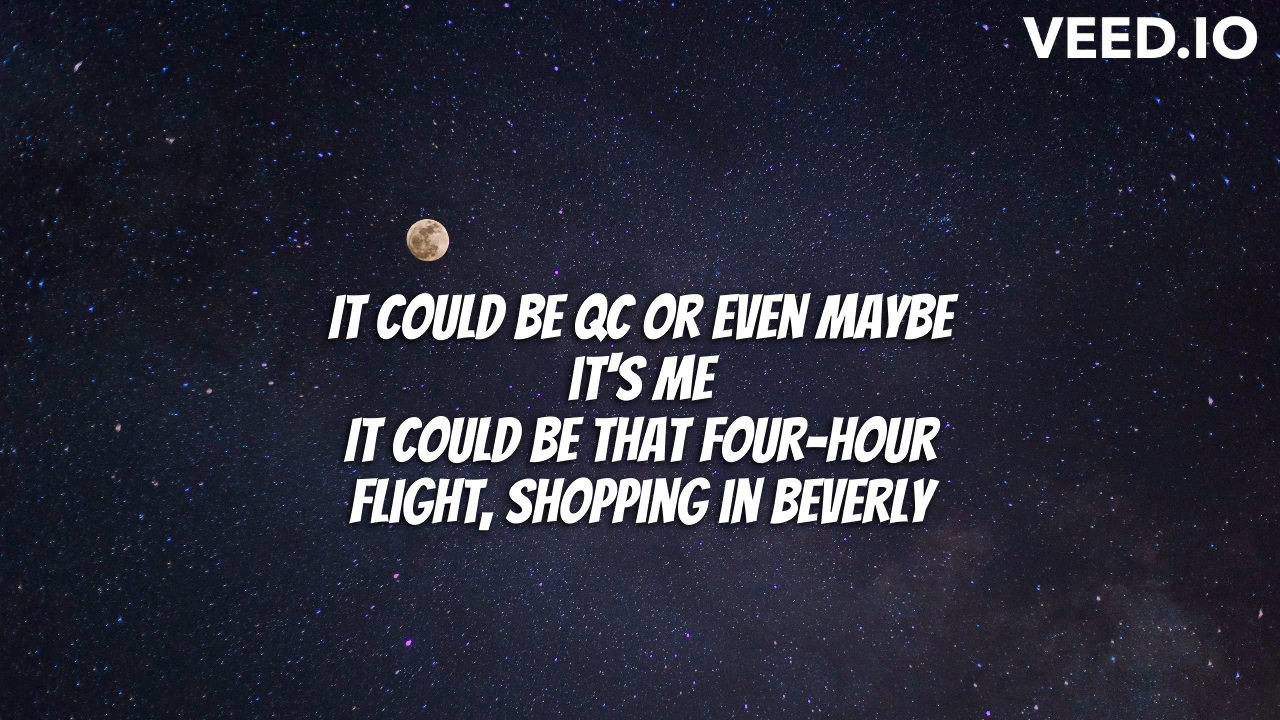 VEED.IO
IT COULD BE QC OR EVEN MAYBE
IT'S ME
IT COULD BE THAT FOUR-HOUR
FLIGHT, SHOPPING IN BEVERLY